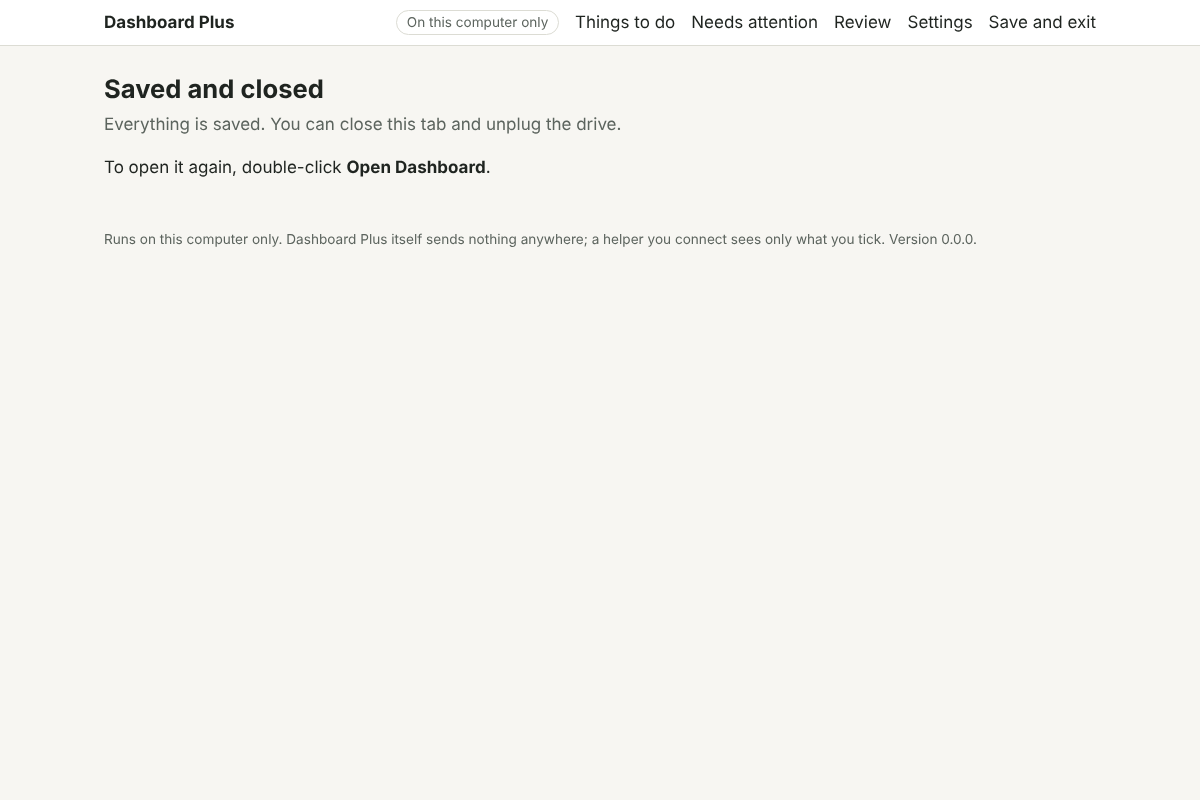 Dashboard Plus
On this computer only
Things to do
Needs attention
Review
Settings
Save and exit
Saved and closed
Everything is saved. You can close this tab and unplug the drive.
To open it again, double-click Open Dashboard.
Runs on this computer only. Dashboard Plus itself sends nothing anywhere; a helper you connect sees only what you tick. Version 0.0.0.